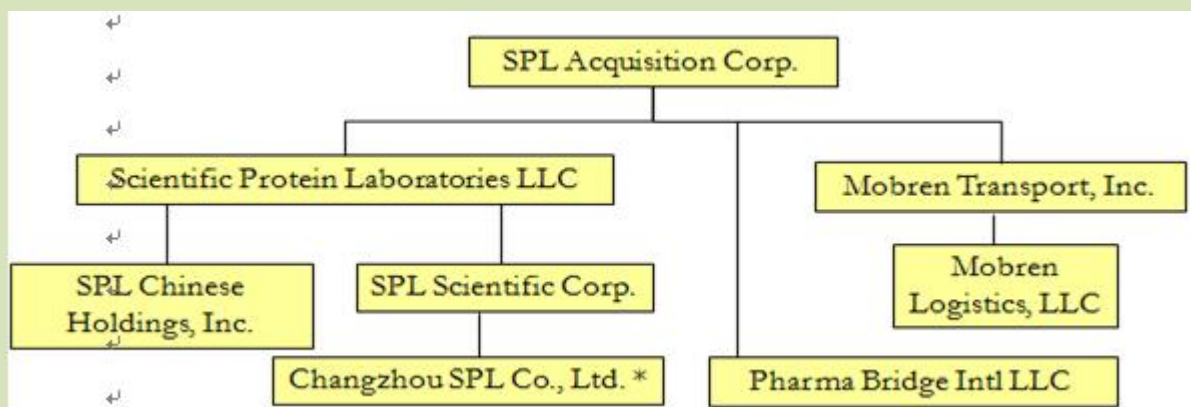 SPL Acquisition Corp.
Scientific Protein Laboratories LLC
Mobren Transport, Inc.
SPL Chinese
Holdings, Inc.
SPL Scientific Corp.
Mobren
Logistics, LLC
Changzhou SPL Co., Ltd. *
Pharma Bridge Intl LLC